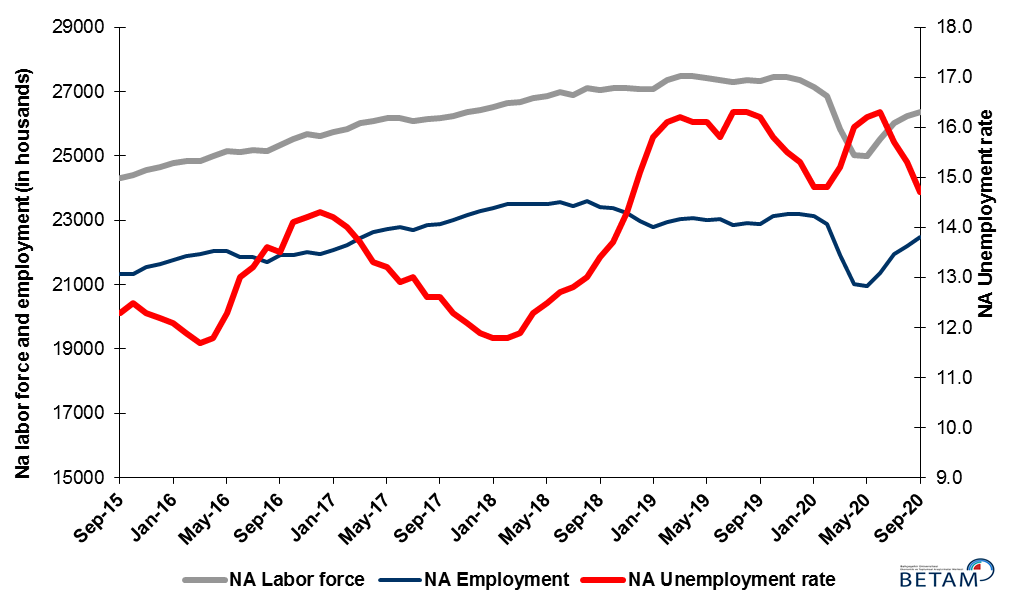 Na labor force and employment (in housands)
29000
27000
25000
23000
21000
19000
17000
15000
18.0
17.0
16.0
15.0
14.0
13.0
12.0
11.0
10.0
9.0
NA Unemployment rate
Sep-15
Jan-16
May-16
Sep-16
Jan-17
May-17
Sep-17
Jan-18
May-18
Sep-18
Jan-19
May-19
Sep-19
Jan-20
May-20
Sep-20
NA Labor force
NA Employment
NA Unemployment rate
BETAM